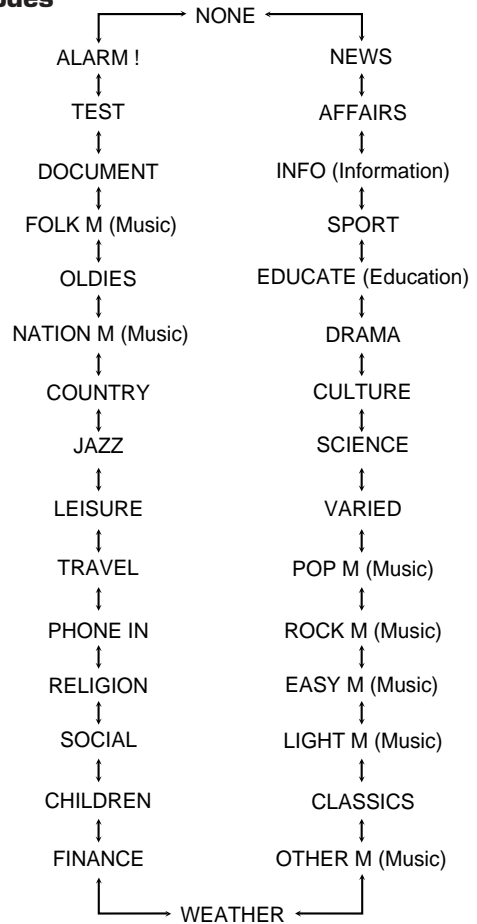 NONE
ALARM !
NEWS
TEST
AFFAIRS
DOCUMENT
INFO (Information)
FOLK M (Music)
SPORT
OLDIES
EDUCATE (Education)
NATION M (Music)
DRAMA
COUNTRY
CULTURE
JAZZ
SCIENCE
LEISURE
VARIED
TRAVEL
POP M (Music)
PHONE IN
ROCK M (Music)
RELIGION
EASY M (Music)
SOCIAL
LIGHT M (Music)
CHILDREN
CLASSICS
FINANCE
OTHER M (Music)
WEATHER